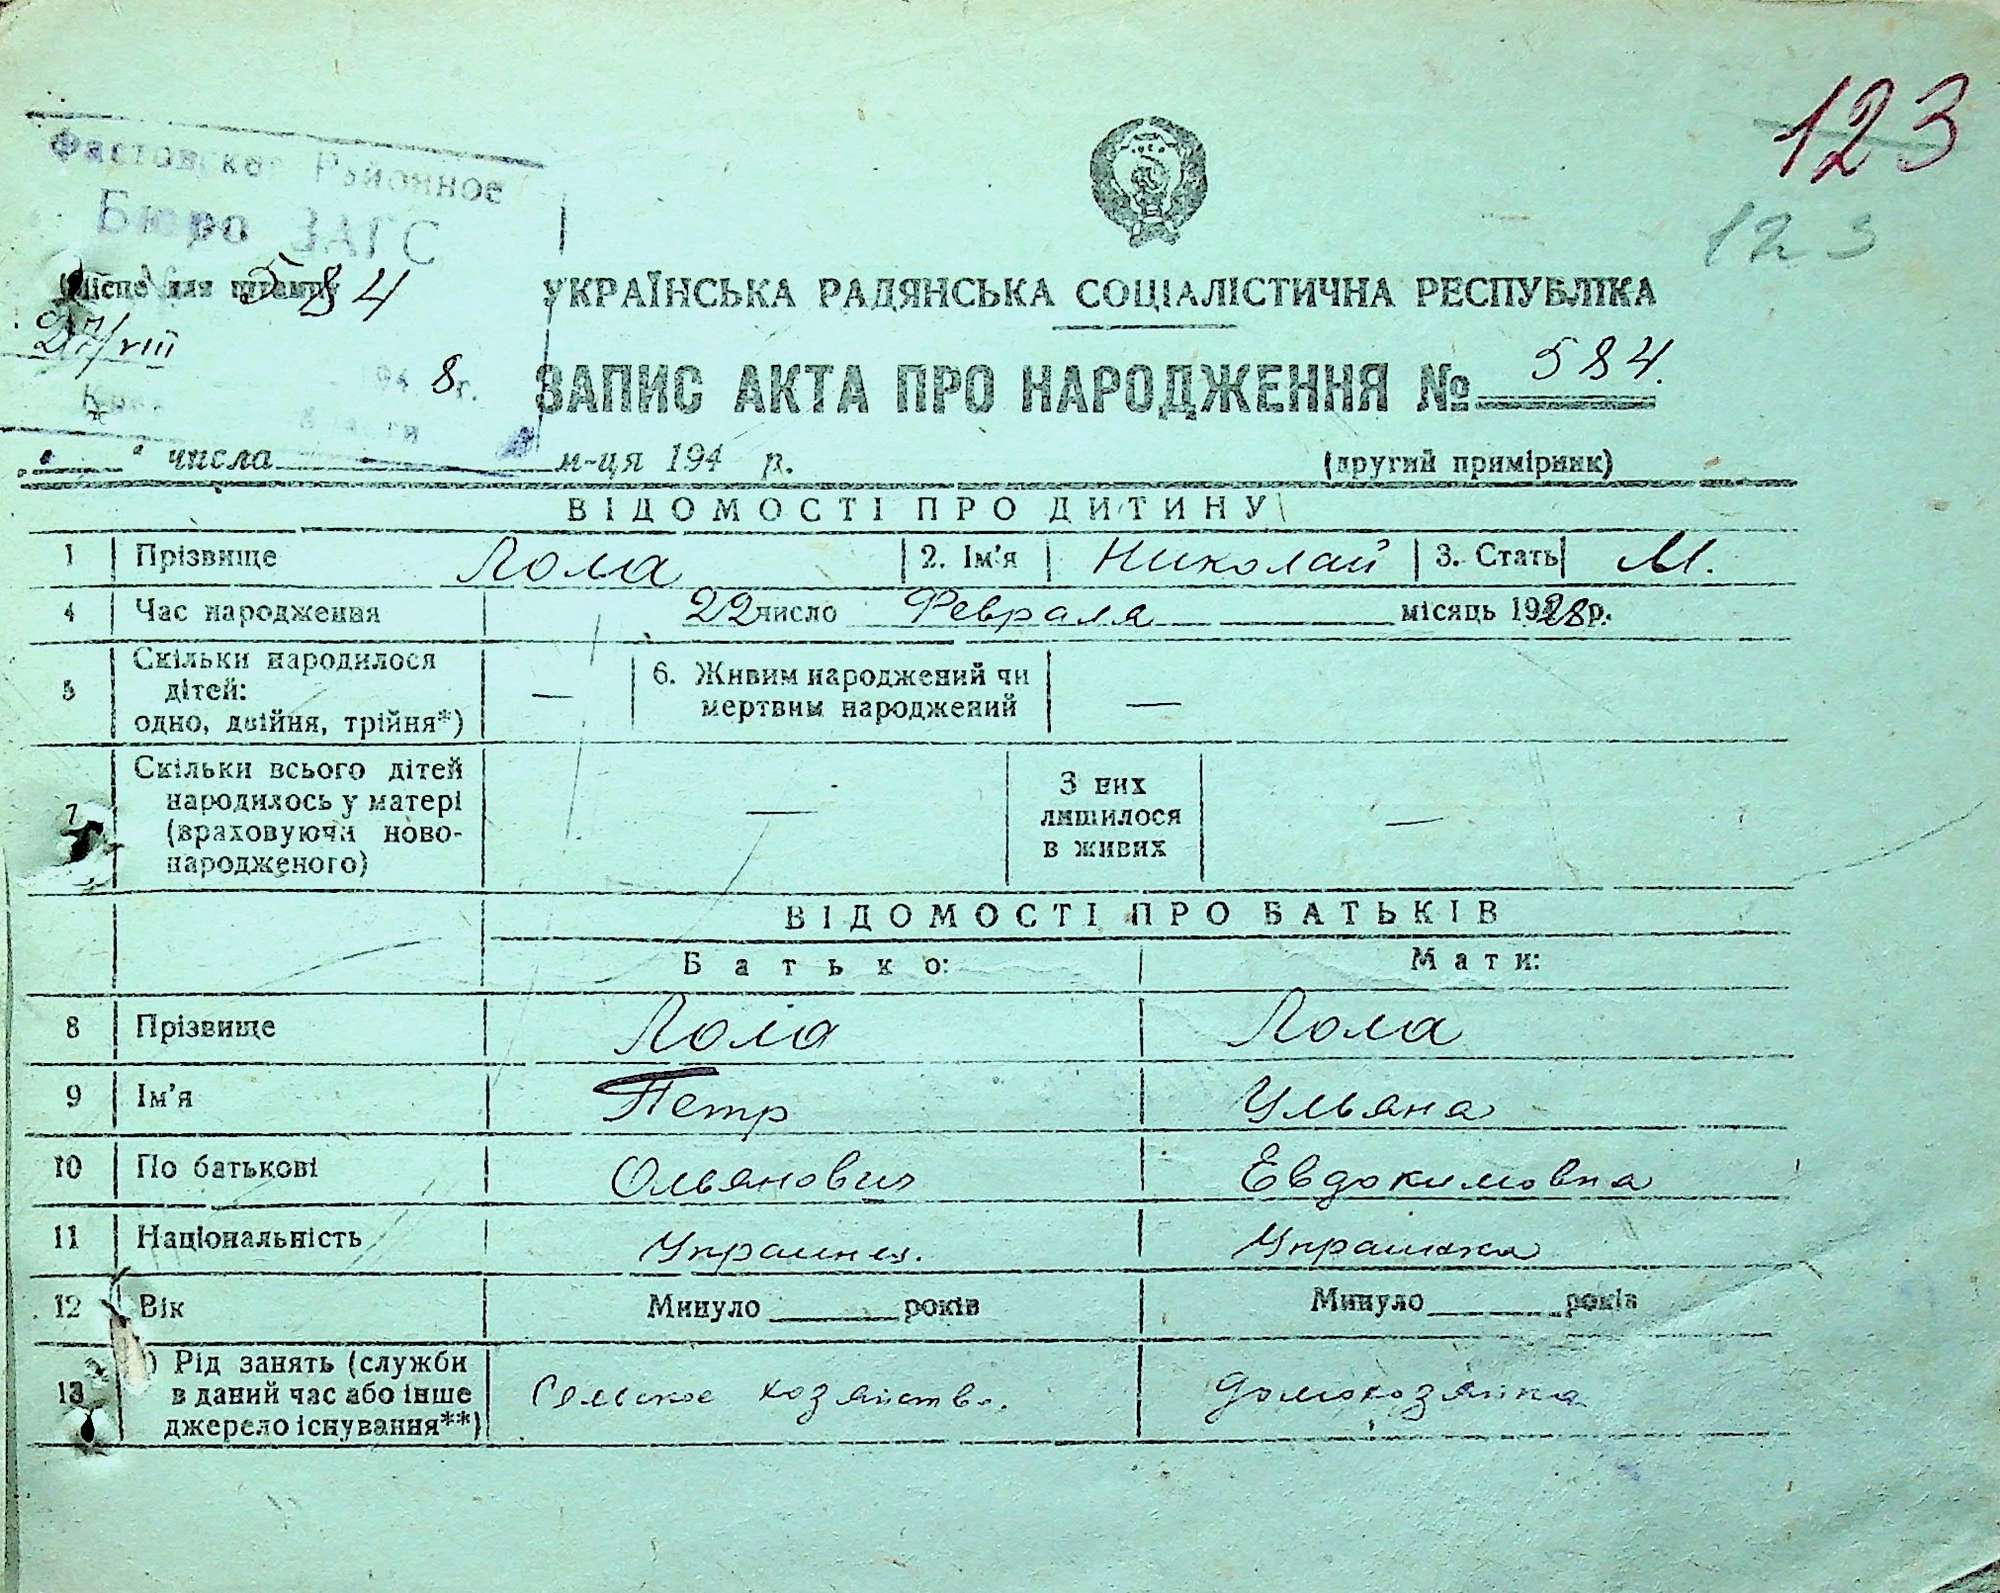 123
123
Фастовское Районное
Бюро ЗАГС
(Місце для штампу
584
27/VIII
194 8 г.
УКРАЇНСЬКА РАДЯНСЬКА СОЦІАЛІСТИЧНА РЕСПУБЛІКА
ЗАПИС АКТА ПРО НАРОДЖЕННЯ № 584.
" " числа м-ця 194 р. (другий примірник)
ВІДОМОСТІ ПРО ДИТИНУ
1 Прізвище Лола 2. Ім'я Николай 3. Стать М.
4 Час народження 22 число Февраля місяць 1928 р.
5 Скільки народилося дітей: одно, двійня, трійня*) — 6. Живим народжений чи мертвим народжений —
7 Скільки всього дітей народилось у матері (враховуючи новонародженого) — З них лишилося в живих —
ВІДОМОСТІ ПРО БАТЬКІВ
Батько: Мати:
8 Прізвище Лола Лола
9 Ім'я Петр Ульяна
10 По батькові Ольянович Евдокимовна
11 Національність Украинец. Украинка
12 Вік Минуло років Минуло років
13 ) Рід занять (служби в даний час або інше джерело існування**) Сельское хозяйство. домохозяйка